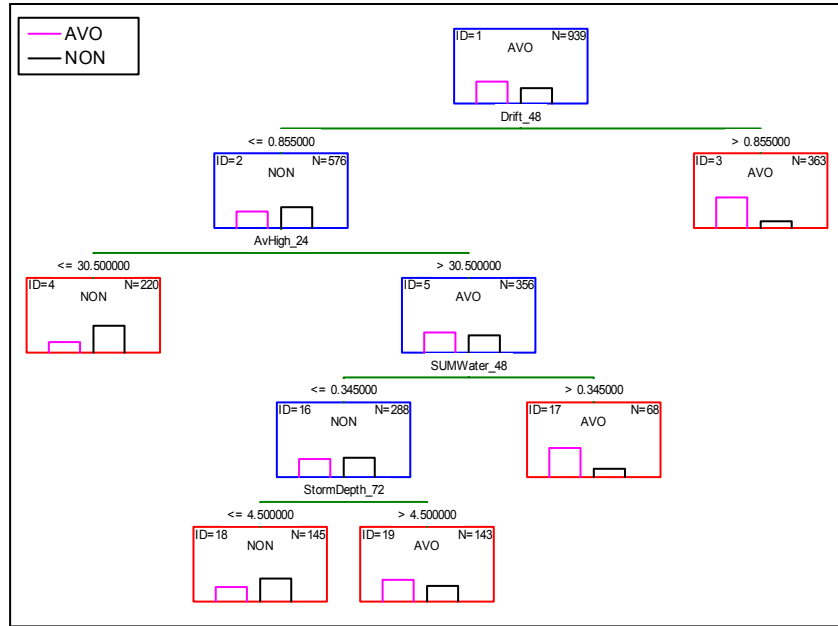 AVO
NON
ID=1 N=939
AVO
Drift_48
<= 0.855000 > 0.855000
ID=2 N=576
NON
ID=3 N=363
AVO
AvHigh_24
<= 30.500000 > 30.500000
ID=4 N=220
NON
ID=5 N=356
AVO
SUMWater_48
<= 0.345000 > 0.345000
ID=16 N=288
NON
ID=17 N=68
AVO
StormDepth_72
<= 4.500000 > 4.500000
ID=18 N=145
NON
ID=19 N=143
AVO